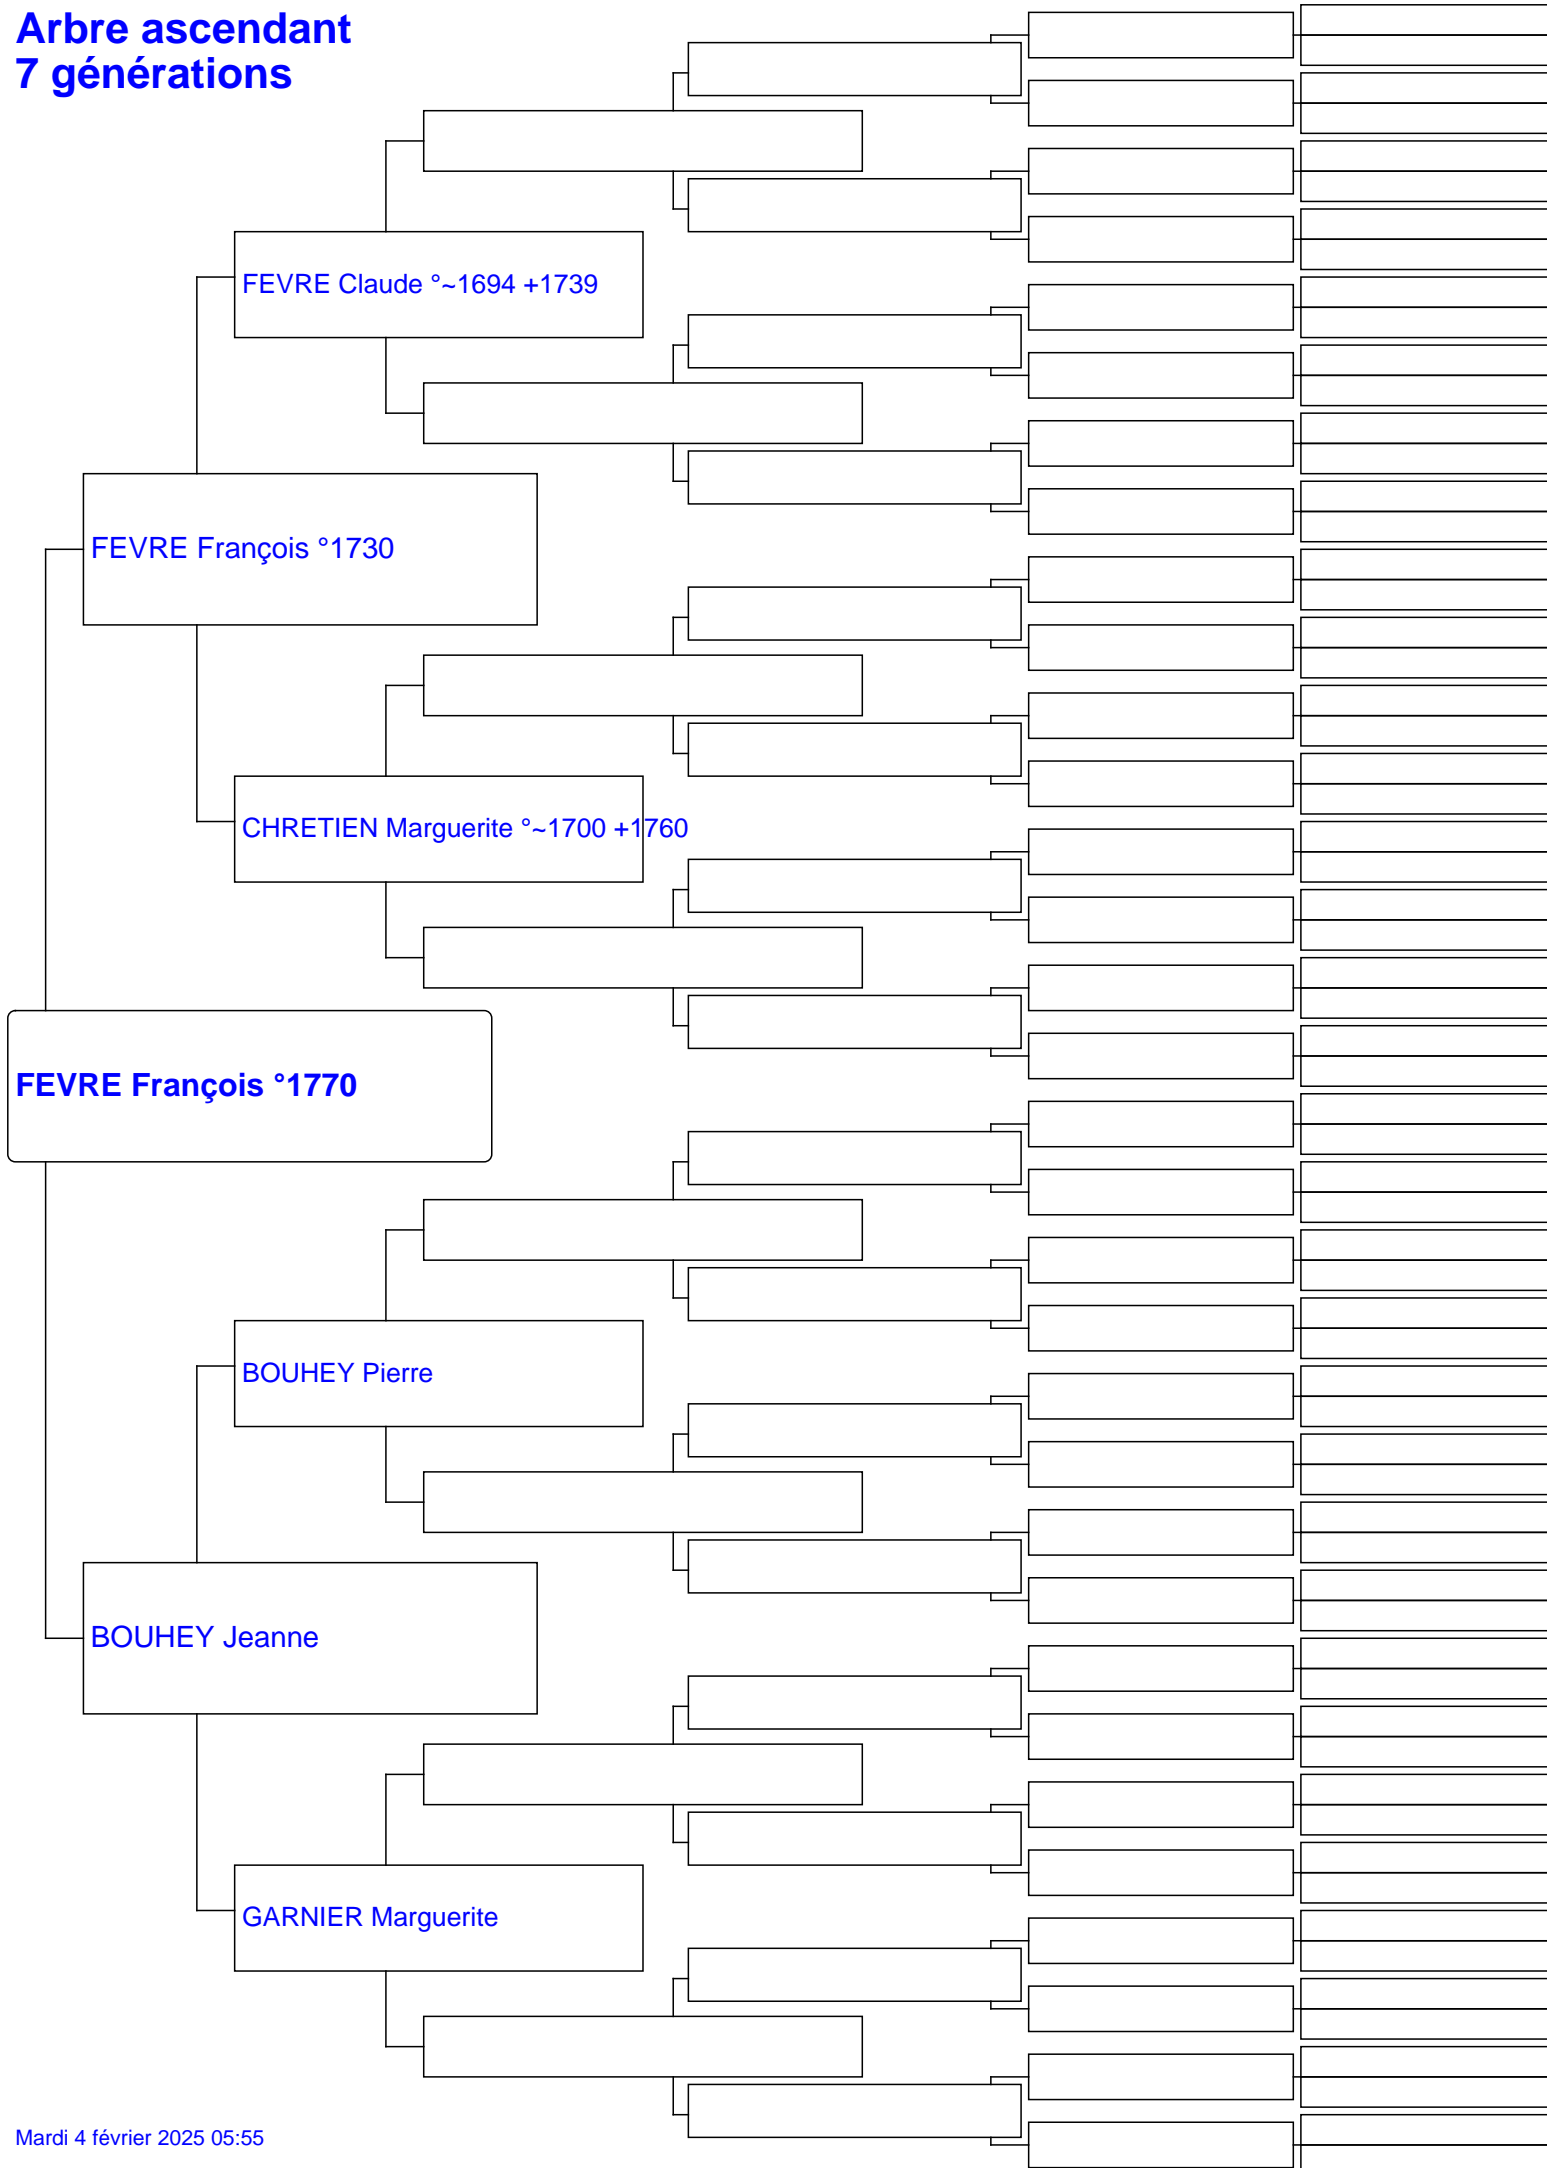 Arbre ascendant
7 générations
FEVRE Claude °~1694 +1739
FEVRE François °1730
CHRETIEN Marguerite °~1700 +1760
FEVRE François °1770
BOUHEY Pierre
BOUHEY Jeanne
GARNIER Marguerite
Mardi 4 février 2025 05:55